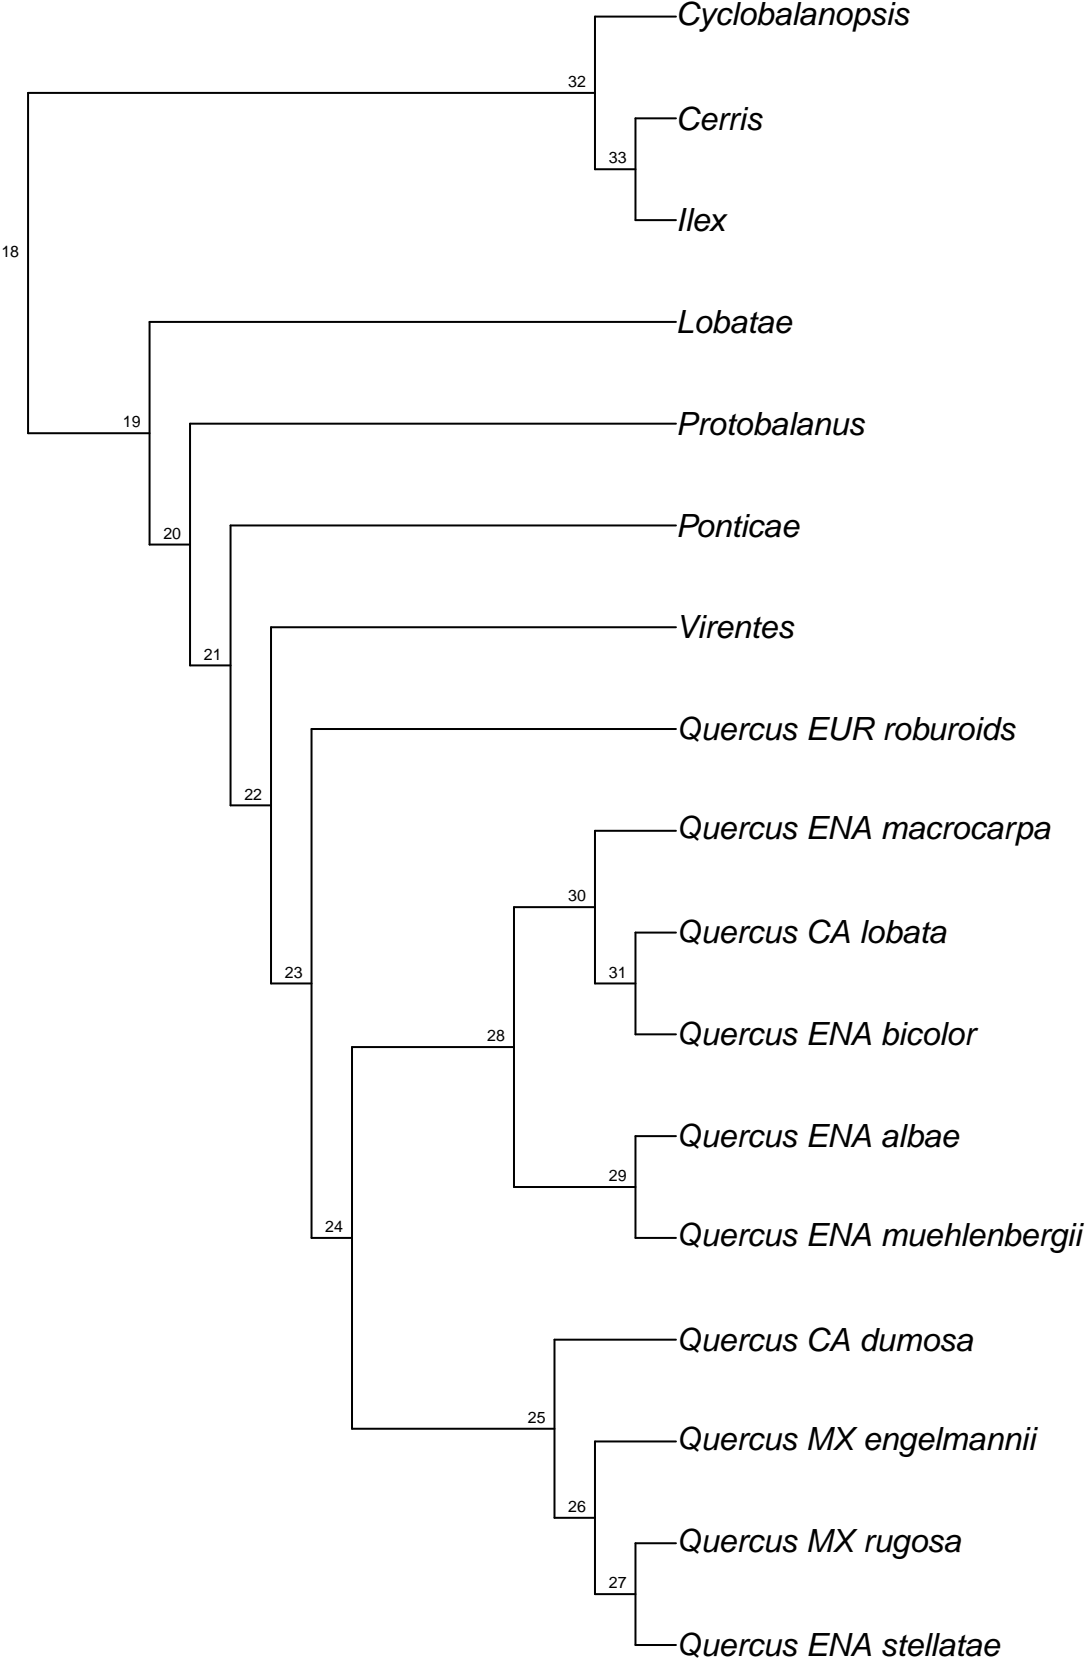 Cyclobalanopsis
32
Cerris
33
Ilex
18
Lobatae
19
Protobalanus
20
Ponticae
21
Virentes
22
Quercus EUR roburoids
23
Quercus ENA macrocarpa
30
Quercus CA lobata
31
Quercus ENA bicolor
28
Quercus ENA albae
29
Quercus ENA muehlenbergii
24
Quercus CA dumosa
25
Quercus MX engelmannii
26
Quercus MX rugosa
27
Quercus ENA stellatae